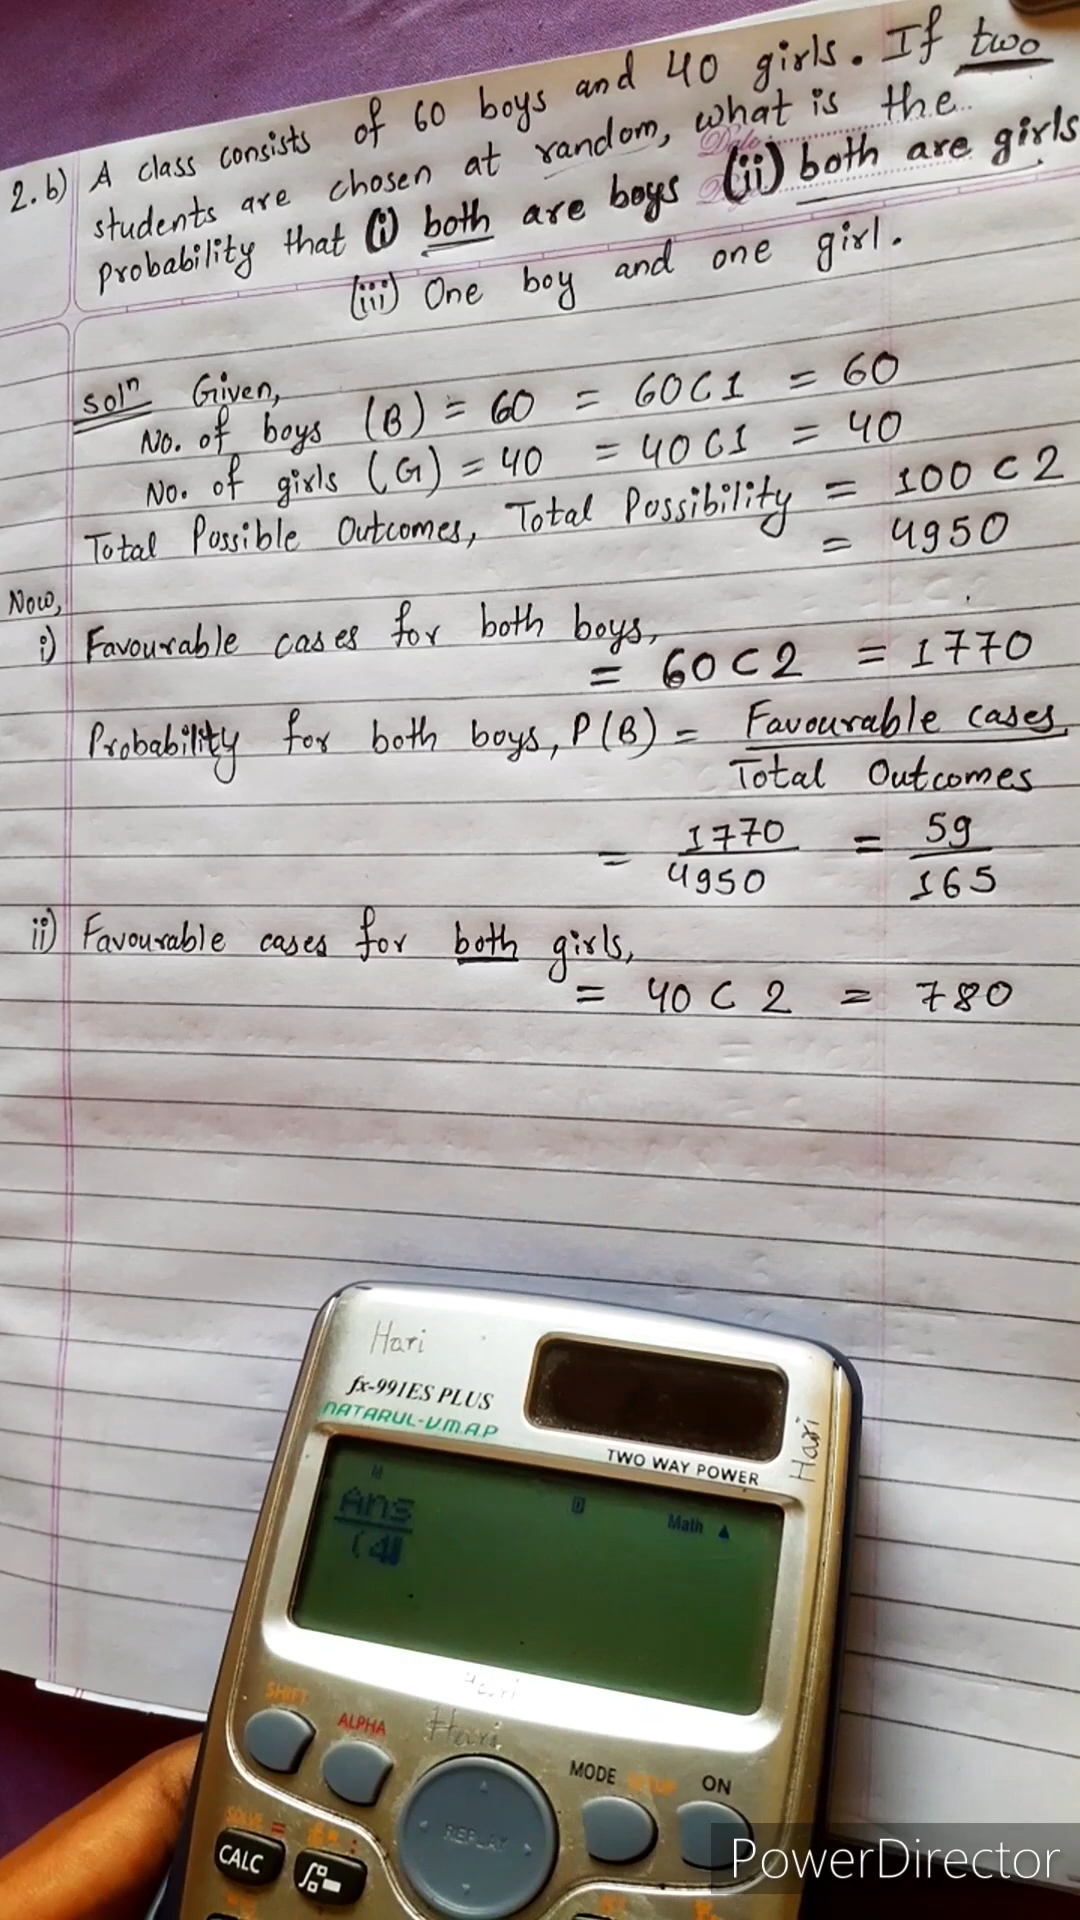 2.b) A class consists of 60 boys and 40 girls. If two
students are chosen at random, what is the
probability that (i) both are boys (ii) both are girls
(iii) One boy and one girl.
Solⁿ Given,
No. of boys (B) = 60 = 60C1 = 60
No. of girls (G) = 40 = 40C1 = 40
Total Possible Outcomes, Total Possibility = 100C2
= 4950
Now,
i) Favourable cases for both boys,
= 60C2 = 1770
Probability for both boys, P(B) = Favourable cases
Total Outcomes
= 1770 = 59
4950 165
ii) Favourable cases for both girls,
= 40C2 = 780
Hari
fx-991ES PLUS
NATARUL-V.M.A.P
TWO WAY POWER
Hari
M D Math ▲
Ans
(4
Hari
SHIFT ALPHA Hari MODE SETUP ON
REPLAY
SOLVE = :
CALC
PowerDirector